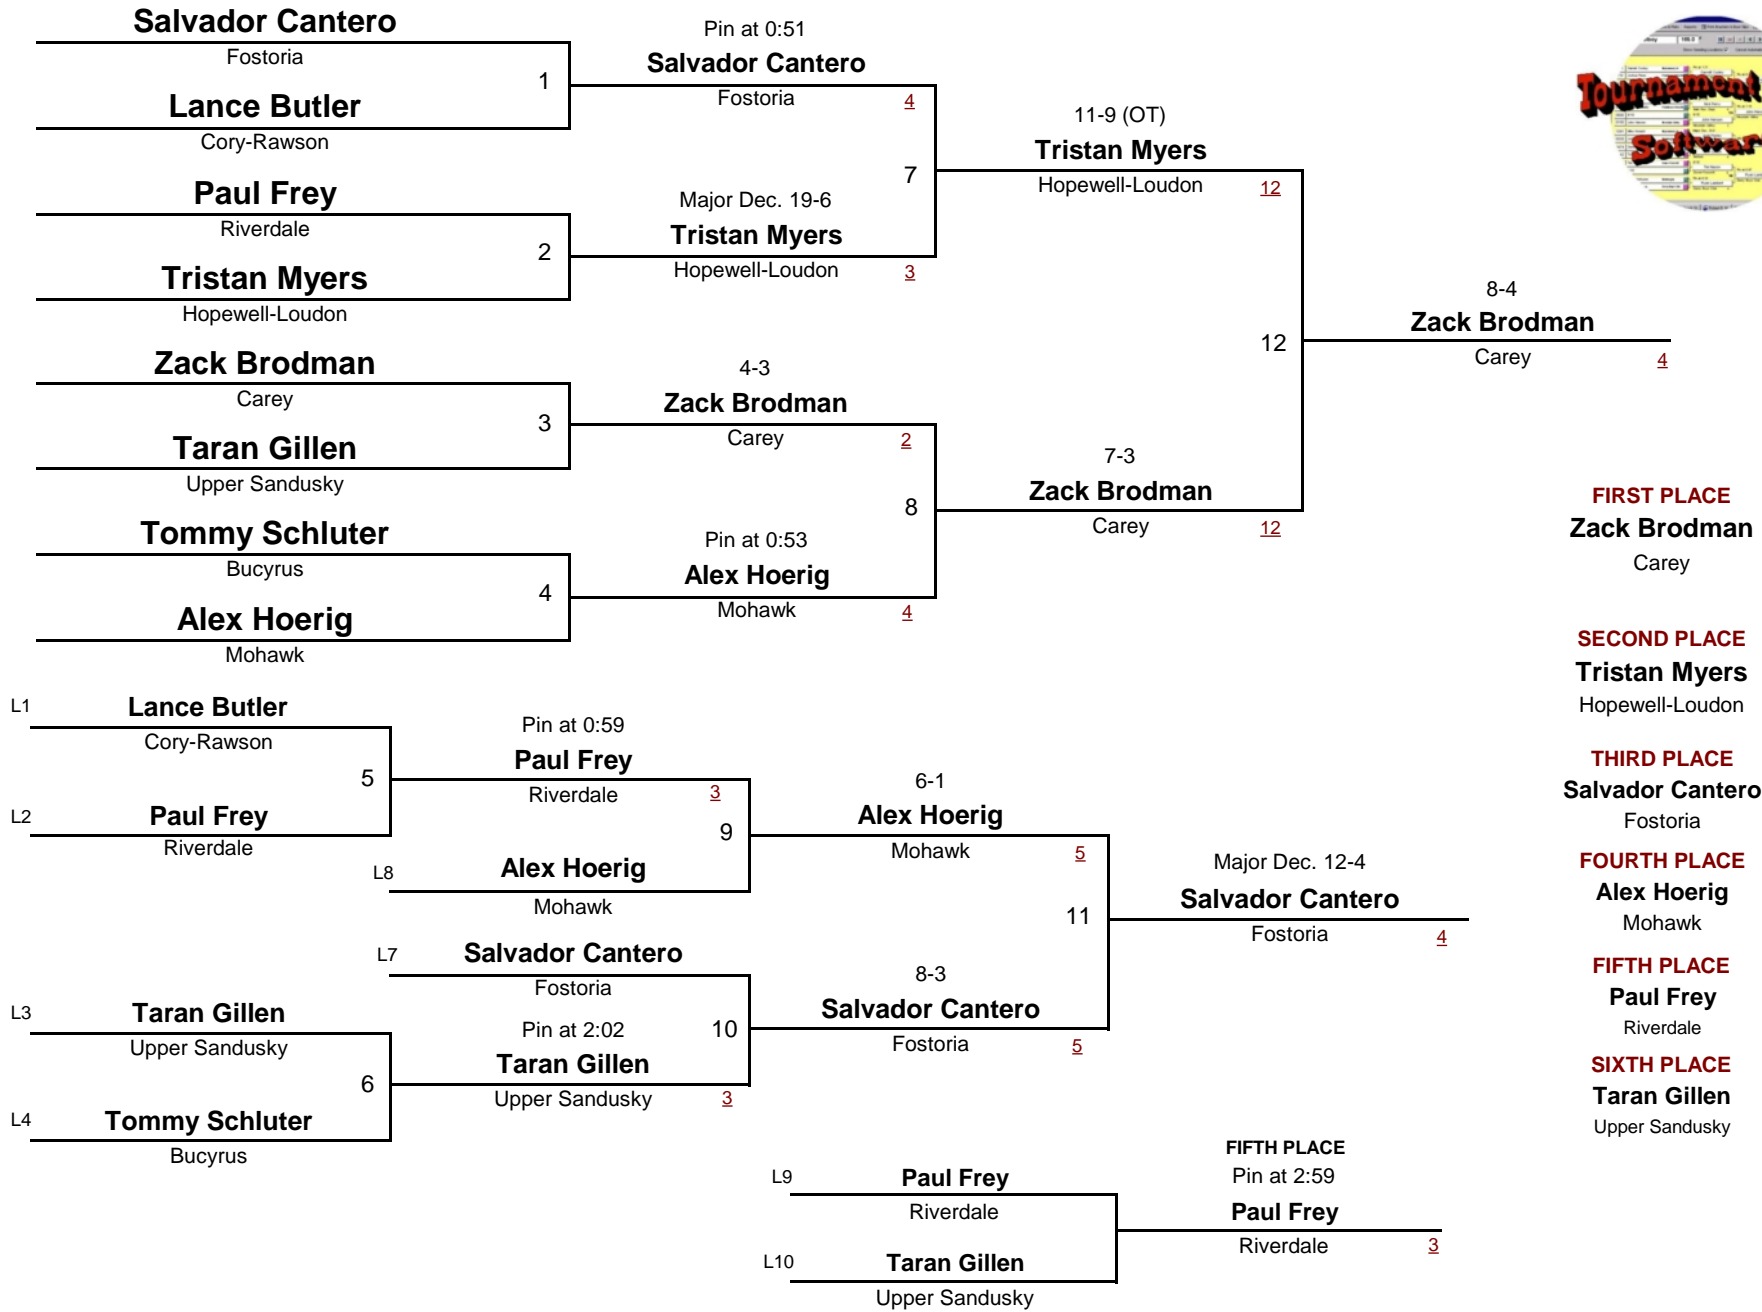 Salvador Cantero
Fostoria
1
Lance Butler
Cory-Rawson
Paul Frey
Riverdale
2
Tristan Myers
Hopewell-Loudon
Zack Brodman
Carey
3
Taran Gillen
Upper Sandusky
Tommy Schluter
Bucyrus
4
Alex Hoerig
Mohawk
Pin at 0:51
Salvador Cantero
Fostoria 4
7
Major Dec. 19-6
Tristan Myers
Hopewell-Loudon 3
4-3
Zack Brodman
Carey 2
8
Pin at 0:53
Alex Hoerig
Mohawk 4
11-9 (OT)
Tristan Myers
Hopewell-Loudon 12
12
7-3
Zack Brodman
Carey 12
8-4
Zack Brodman
Carey 4
Tournament
Softwar
L1 Lance Butler
Cory-Rawson
5
L2 Paul Frey
Riverdale
L3 Taran Gillen
Upper Sandusky
6
L4 Tommy Schluter
Bucyrus
Pin at 0:59
Paul Frey
Riverdale 3
9
L8 Alex Hoerig
Mohawk
L7 Salvador Cantero
Fostoria
10
Pin at 2:02
Taran Gillen
Upper Sandusky 3
6-1
Alex Hoerig
Mohawk 5
11
8-3
Salvador Cantero
Fostoria 5
Major Dec. 12-4
Salvador Cantero
Fostoria 4
L9 Paul Frey
Riverdale
L10 Taran Gillen
Upper Sandusky
FIFTH PLACE
Pin at 2:59
Paul Frey
Riverdale 3
FIRST PLACE
Zack Brodman
Carey
SECOND PLACE
Tristan Myers
Hopewell-Loudon
THIRD PLACE
Salvador Cantero
Fostoria
FOURTH PLACE
Alex Hoerig
Mohawk
FIFTH PLACE
Paul Frey
Riverdale
SIXTH PLACE
Taran Gillen
Upper Sandusky